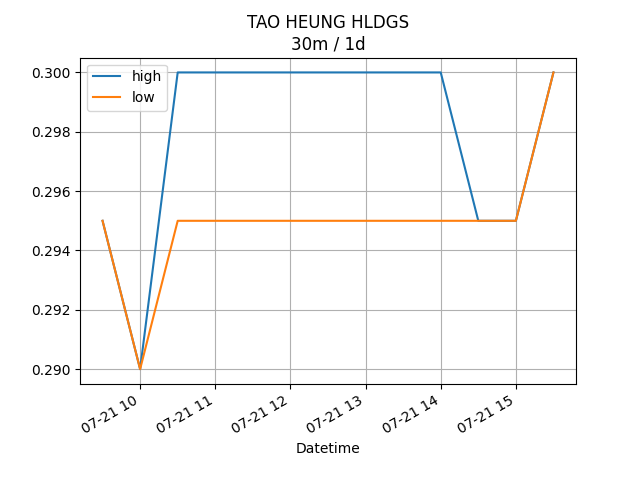 TAO HEUNG HLDGS
30m / 1d
high
low
0.300
0.298
0.296
0.294
0.292
0.290
07-21 10
07-21 11
07-21 12
07-21 13
07-21 14
07-21 15
Datetime